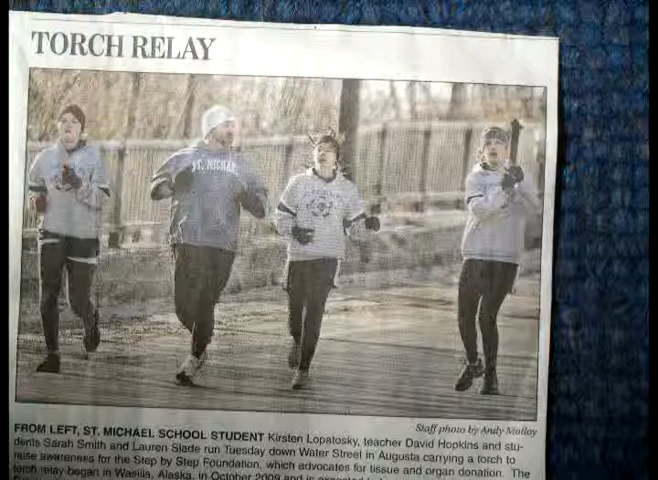 TORCH RELAY
ST. MICHAE
Staff photo by Andy Molloy
FROM LEFT, ST. MICHAEL SCHOOL STUDENT Kirsten Lopatosky, teacher David Hopkins and stu-
dents Sarah Smith and Lauren Slade run Tuesday down Water Street in Augusta carrying a torch to
raise awareness for the Step by Step Foundation, which advocates for tissue and organ donation. The
torch relay began in Wasilla, Alaska, in October 2009 and is expected